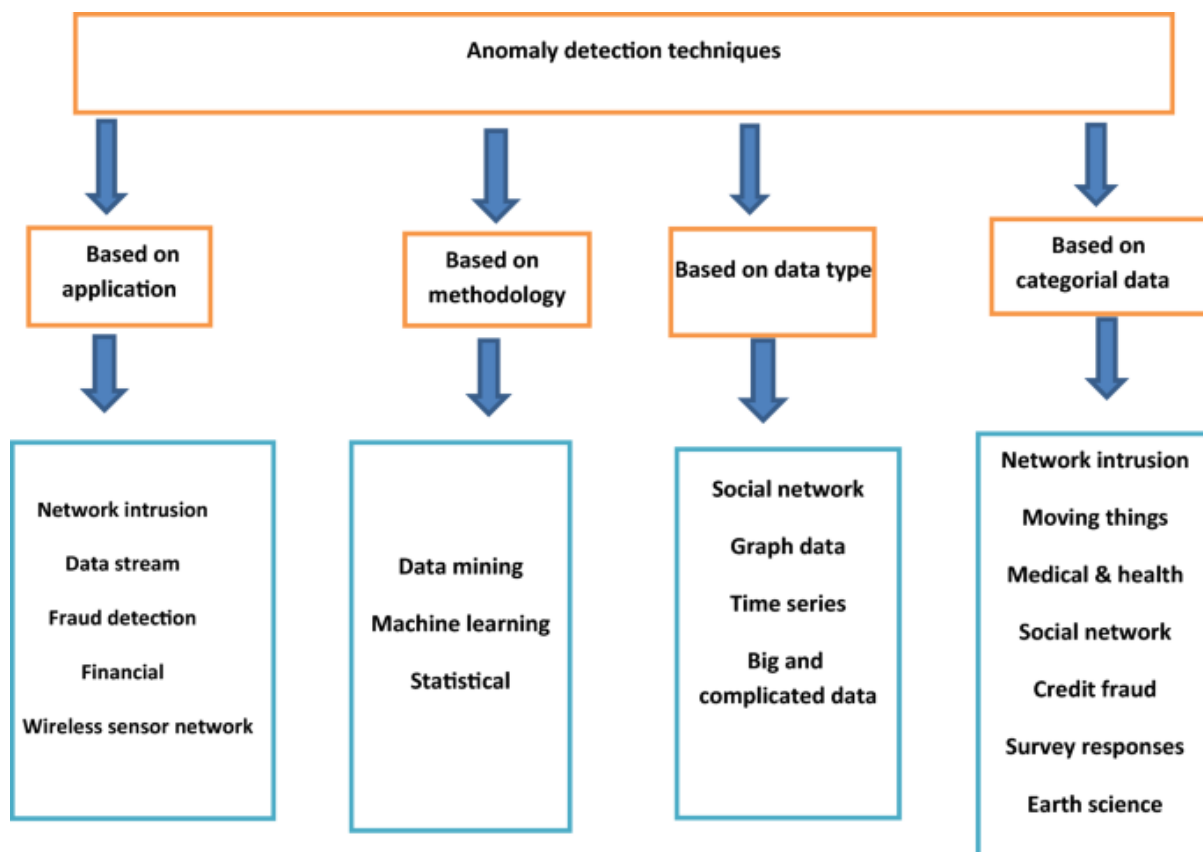 Anomaly detection techniques
Based on
application
Based on
methodology
Based on data type
Based on
categorial data
Network intrusion
Data stream
Fraud detection
Financial
Wireless sensor network
Data mining
Machine learning
Statistical
Social network
Graph data
Time series
Big and
complicated data
Network intrusion
Moving things
Medical & health
Social network
Credit fraud
Survey responses
Earth science